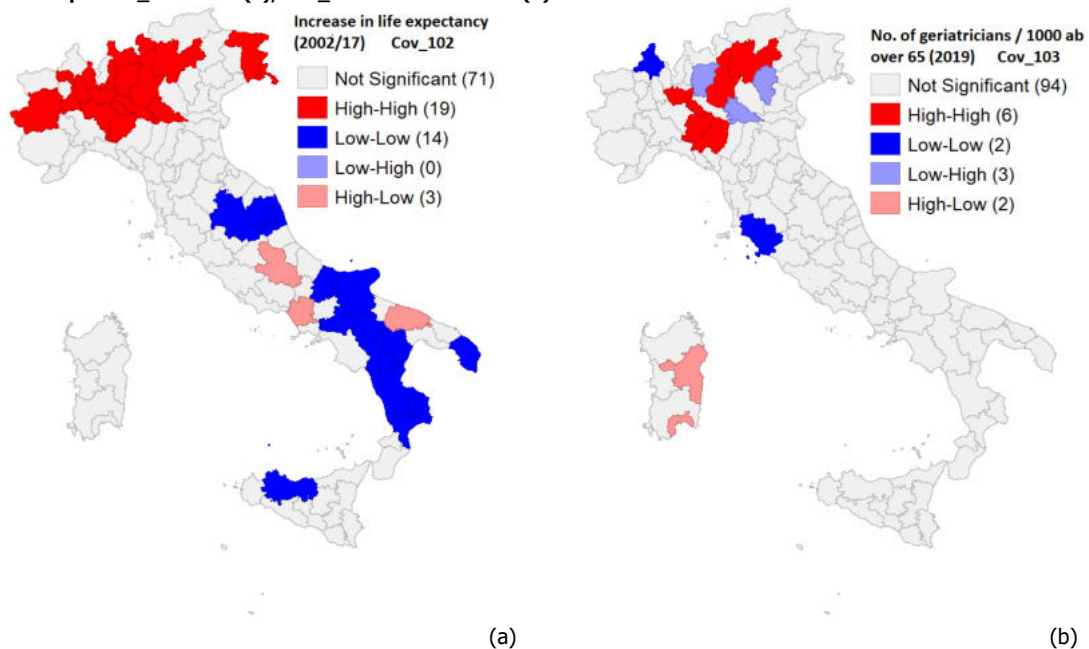 Increase in life expectancy
(2002/17) Cov_102
Not Significant (71)
High-High (19)
Low-Low (14)
Low-High (0)
High-Low (3)
(a)
No. of geriatricians / 1000 ab
over 65 (2019) Cov_103
Not Significant (94)
High-High (6)
Low-Low (2)
Low-High (3)
High-Low (2)
(b)